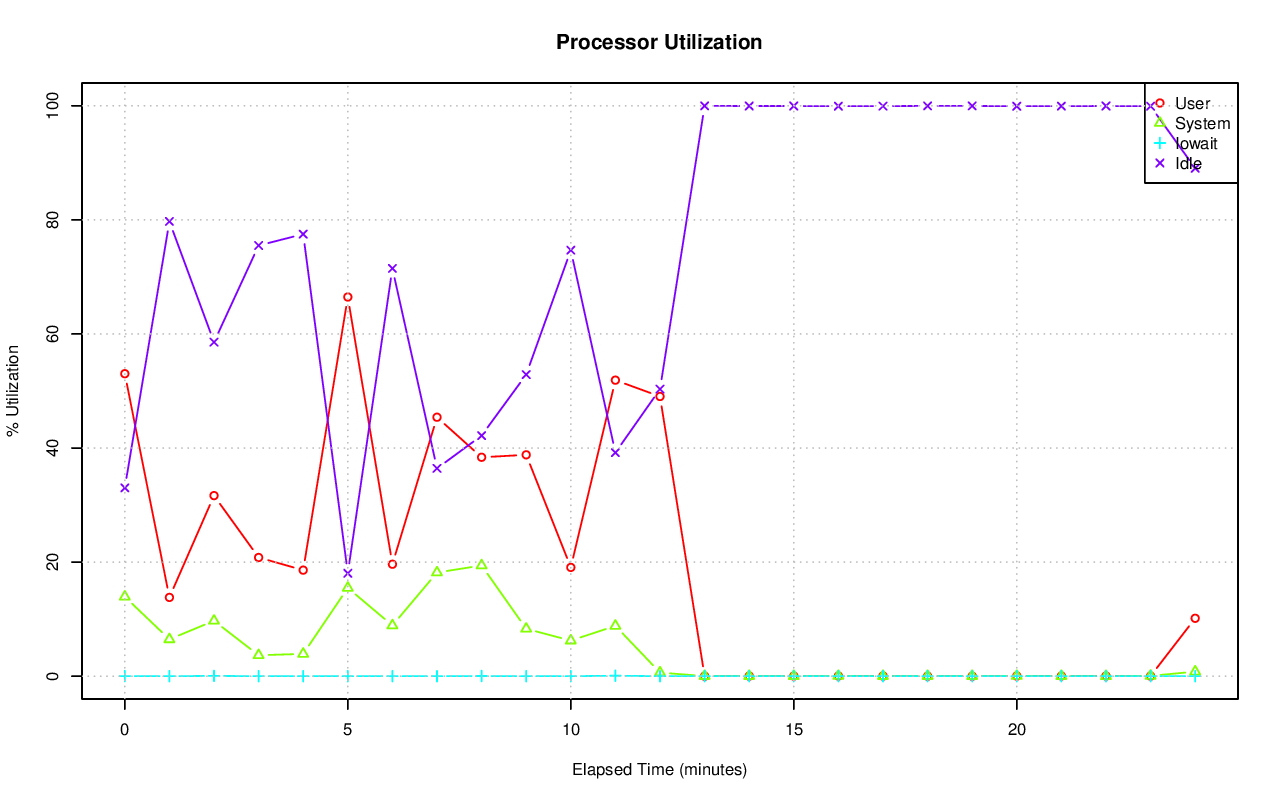 Processor Utilization
% Utilization
100
80
60
40
20
0
User
System
Iowait
Idle
0 5 10 15 20
Elapsed Time (minutes)